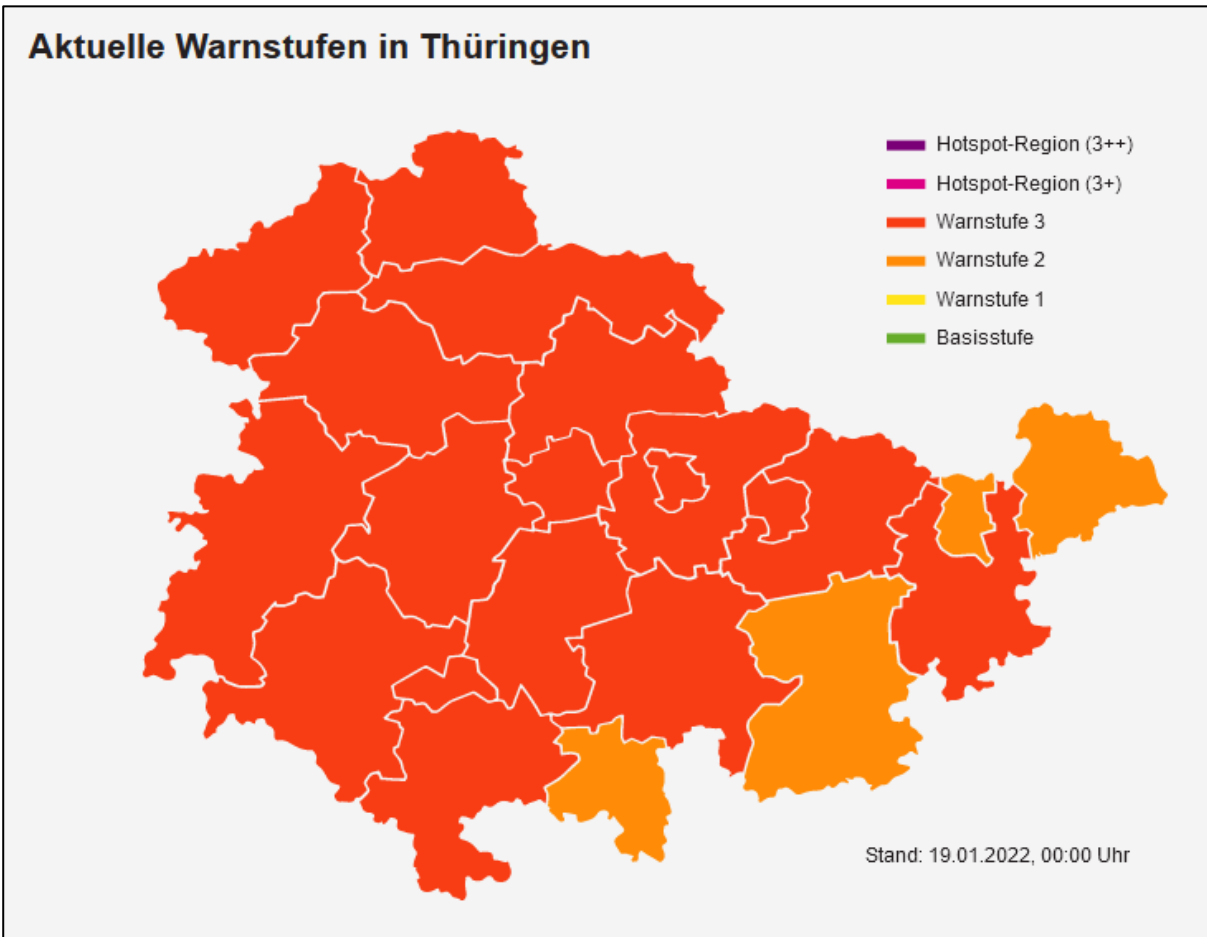 Aktuelle Warnstufen in Thüringen
Hotspot-Region (3++)
Hotspot-Region (3+)
Warnstufe 3
Warnstufe 2
Warnstufe 1
Basisstufe
Stand: 19.01.2022, 00:00 Uhr